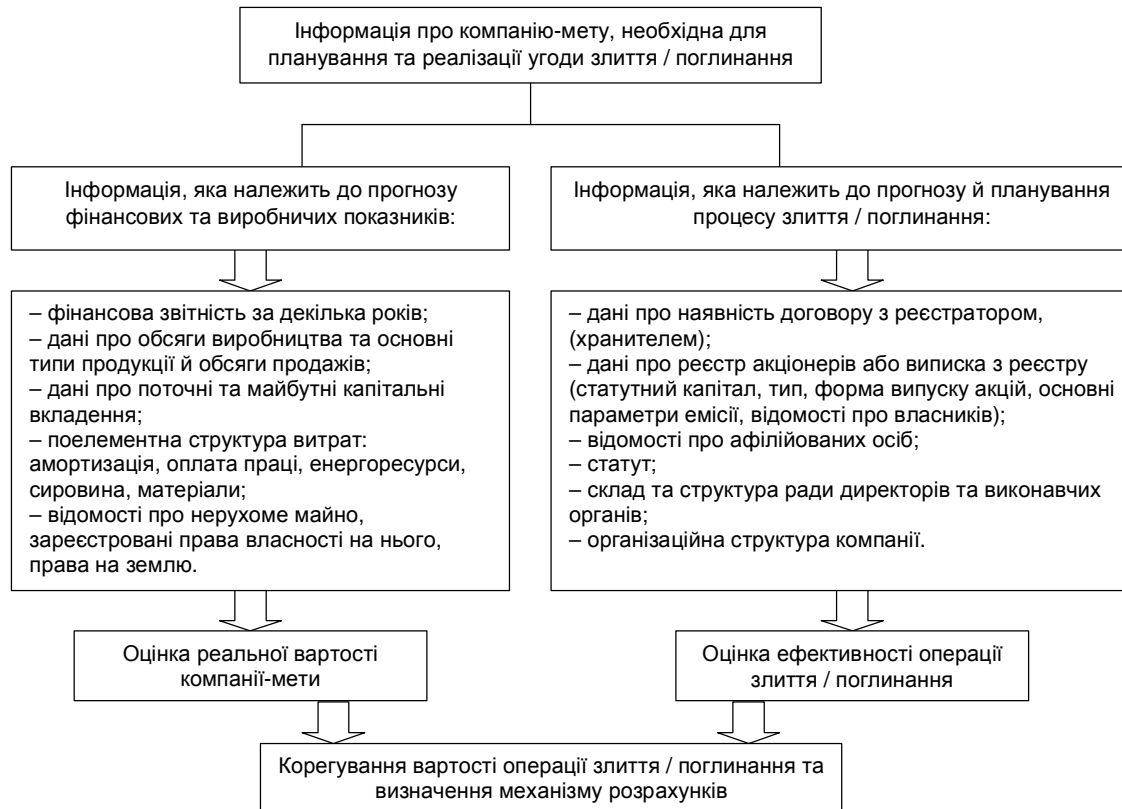 Інформація про компанію-мету, необхідна для
планування та реалізації угоди злиття / поглинання
Інформація, яка належить до прогнозу
фінансових та виробничих показників:
Інформація, яка належить до прогнозу й планування
процесу злиття / поглинання:
– фінансова звітність за декілька років;
– дані про обсяги виробництва та основні
типи продукції й обсяги продажів;
– дані про поточні та майбутні капітальні
вкладення;
– поелементна структура витрат:
амортизація, оплата праці, енергоресурси,
сировина, матеріали;
– відомості про нерухоме майно,
зареєстровані права власності на нього,
права на землю.
– дані про наявність договору з реєстратором,
(хранителем);
– дані про реєстр акціонерів або виписка з реєстру
(статутний капітал, тип, форма випуску акцій, основні
параметри емісії, відомості про власників);
– відомості про афілійованих осіб;
– статут;
– склад та структура ради директорів та виконавчих
органів;
– організаційна структура компанії.
Оцінка реальної вартості
компанії-мети
Оцінка ефективності операції
злиття / поглинання
Корегування вартості операції злиття / поглинання та
визначення механізму розрахунків